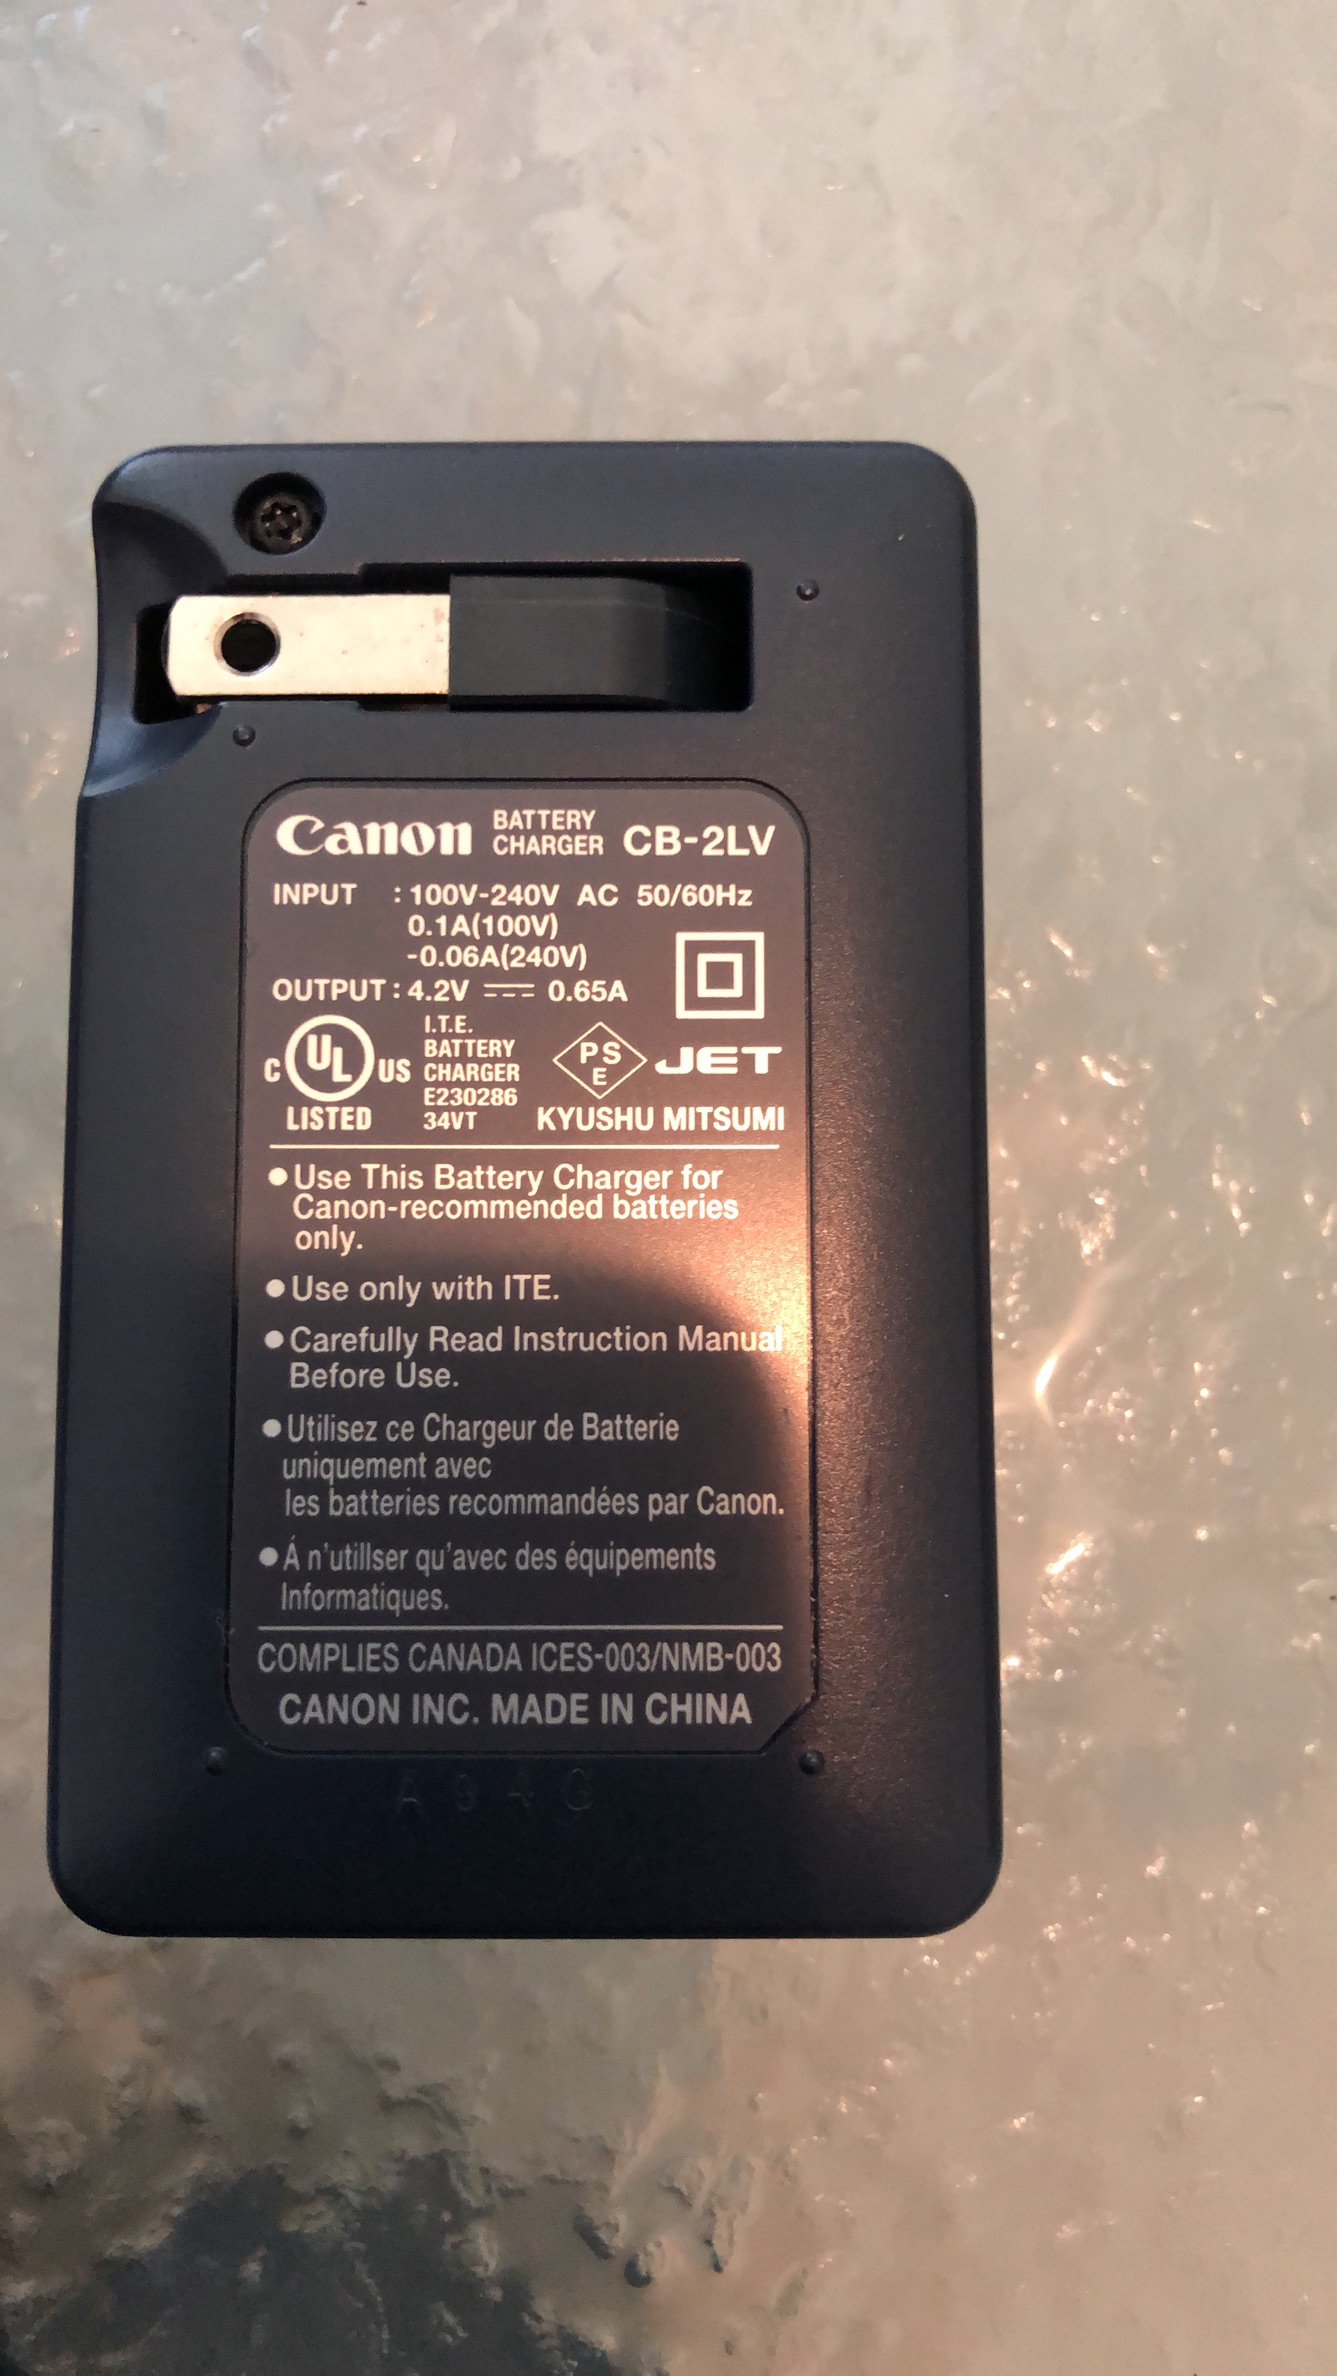 Canon BATTERY CHARGER CB-2LV
INPUT : 100V-240V AC 50/60Hz
0.1A(100V)
-0.06A(240V)
OUTPUT : 4.2V 0.65A
C UL US
LISTED
I.T.E.
BATTERY
CHARGER
E230286
34VT
PS
E
JET
KYUSHU MITSUMI
●Use This Battery Charger for
Canon-recommended batteries
only.
●Use only with ITE.
●Carefully Read Instruction Manual
Before Use.
●Utilisez ce Chargeur de Batterie
uniquement avec
les batteries recommandées par Canon.
●Á n'utillser qu'avec des équipements
Informatiques.
COMPLIES CANADA ICES-003/NMB-003
CANON INC. MADE IN CHINA